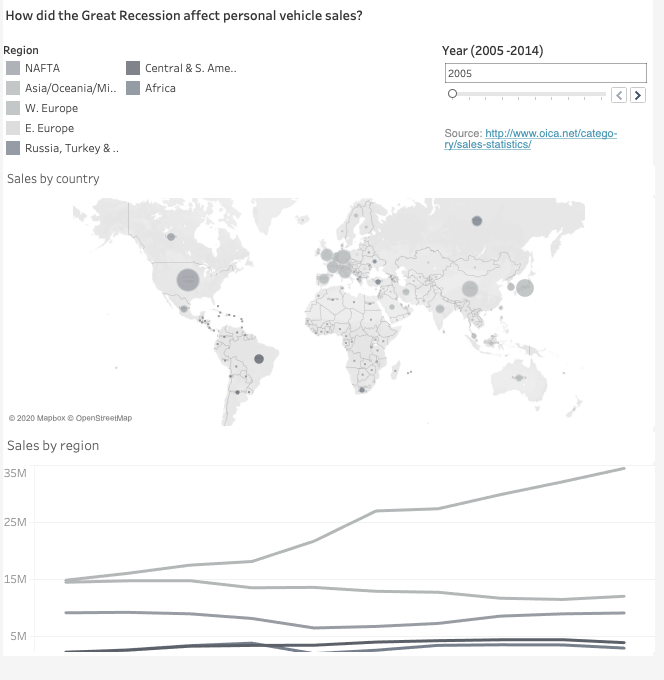 How did the Great Recession affect personal vehicle sales?
Region
NAFTA
Asia/Oceania/Mi..
W. Europe
E. Europe
Russia, Turkey & ..
Central & S. Ame..
Africa
Year (2005 -2014)
2005
Source: http://www.oica.net/catego-
ry/sales-statistics/
Sales by country
© 2020 Mapbox © OpenStreetMap
Sales by region
35M
25M
15M
5M